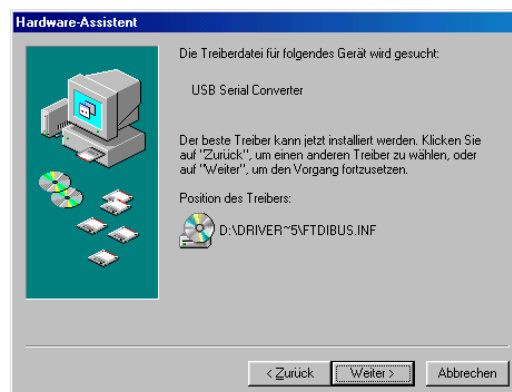 Hardware-Assistent
Die Treiberdatei für folgendes Gerät wird gesucht:
USB Serial Converter
Der beste Treiber kann jetzt installiert werden. Klicken Sie
auf "Zurück", um einen anderen Treiber zu wählen, oder
auf "Weiter", um den Vorgang fortzusetzen.
Position des Treibers:
D:\DRIVER~5\FTDIBUS.INF
< Zurück Weiter > Abbrechen